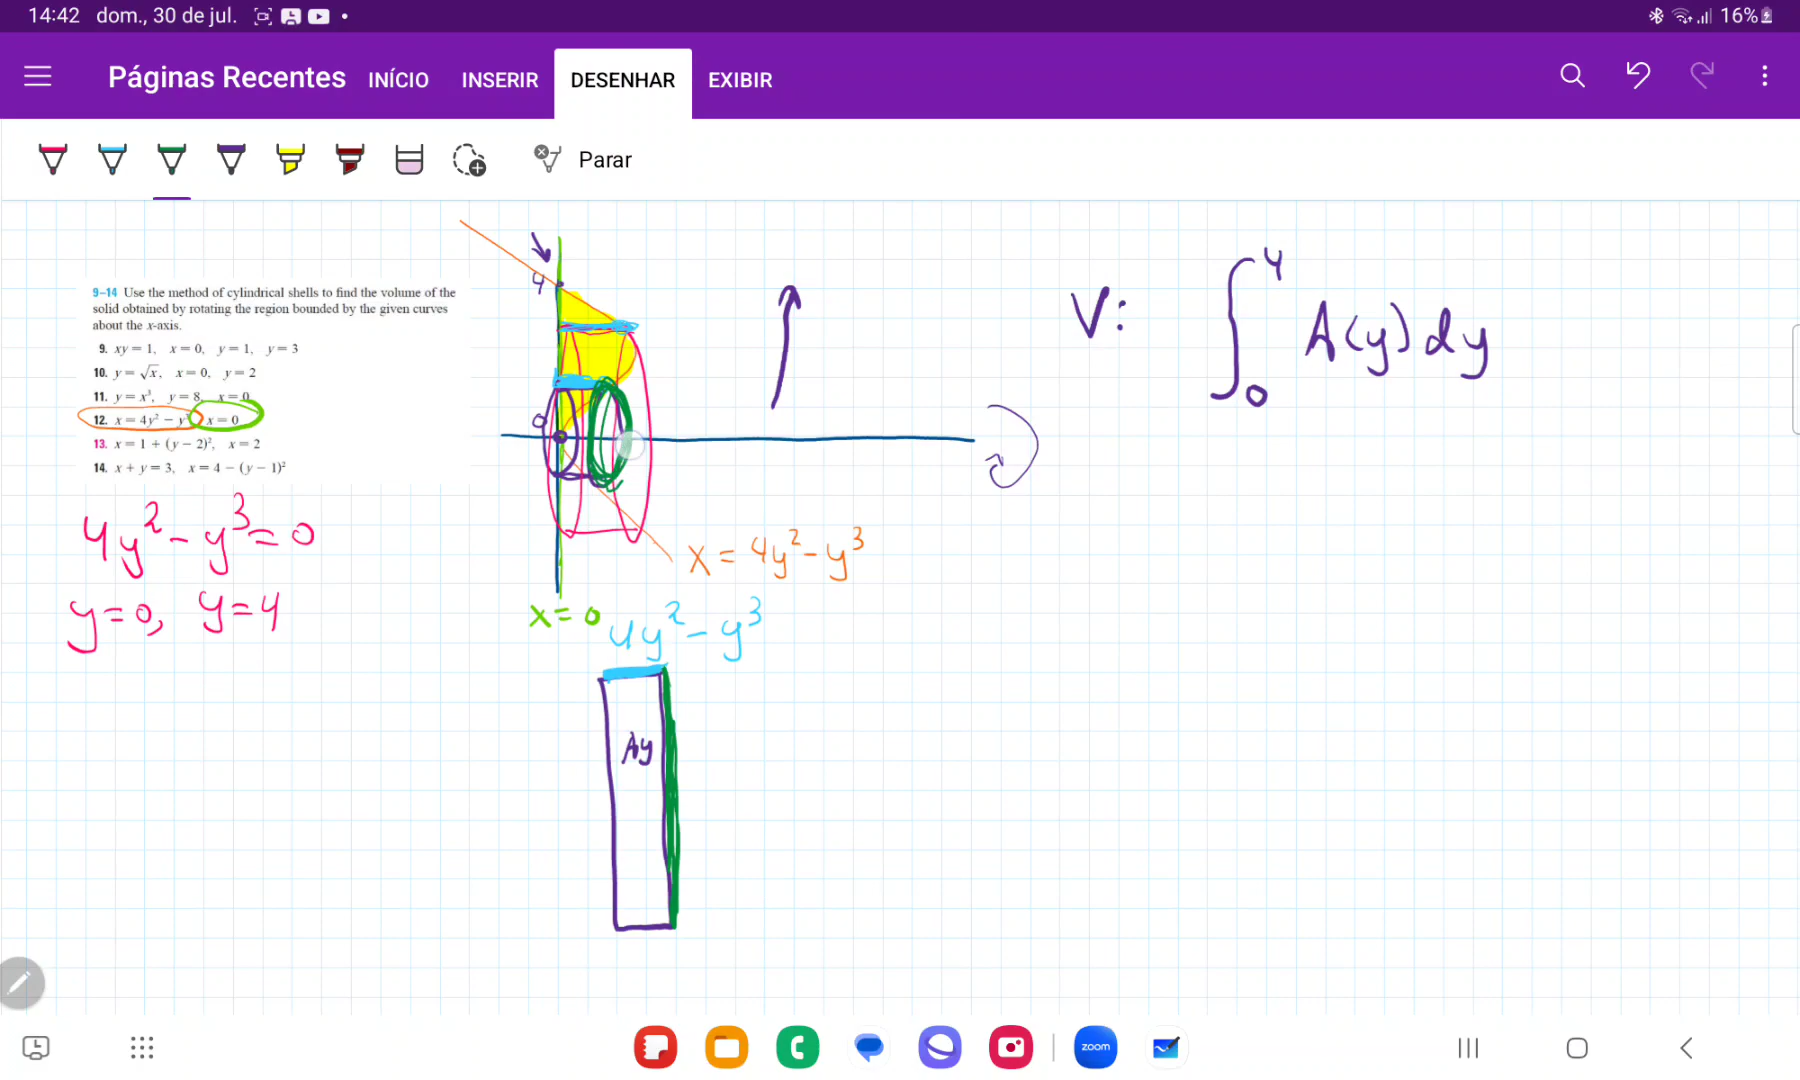 14:42 dom., 30 de jul. 16%
Páginas Recentes INÍCIO INSERIR DESENHAR EXIBIR
Parar
9–14 Use the method of cylindrical shells to find the volume of the
solid obtained by rotating the region bounded by the given curves
about the x-axis.
9. xy = 1, x = 0, y = 1, y = 3
10. y = √x, x = 0, y = 2
11. y = x³, y = 8, x = 0
12. x = 4y² − y³, x = 0
13. x = 1 + (y − 2)², x = 2
14. x + y = 3, x = 4 − (y − 1)²
4y² − y³ = 0
y = 0, y = 4
4
0
x = 4y² − y³
x = 0
4y² − y³
Ay
V: ∫₀⁴ A(y) dy
zoom